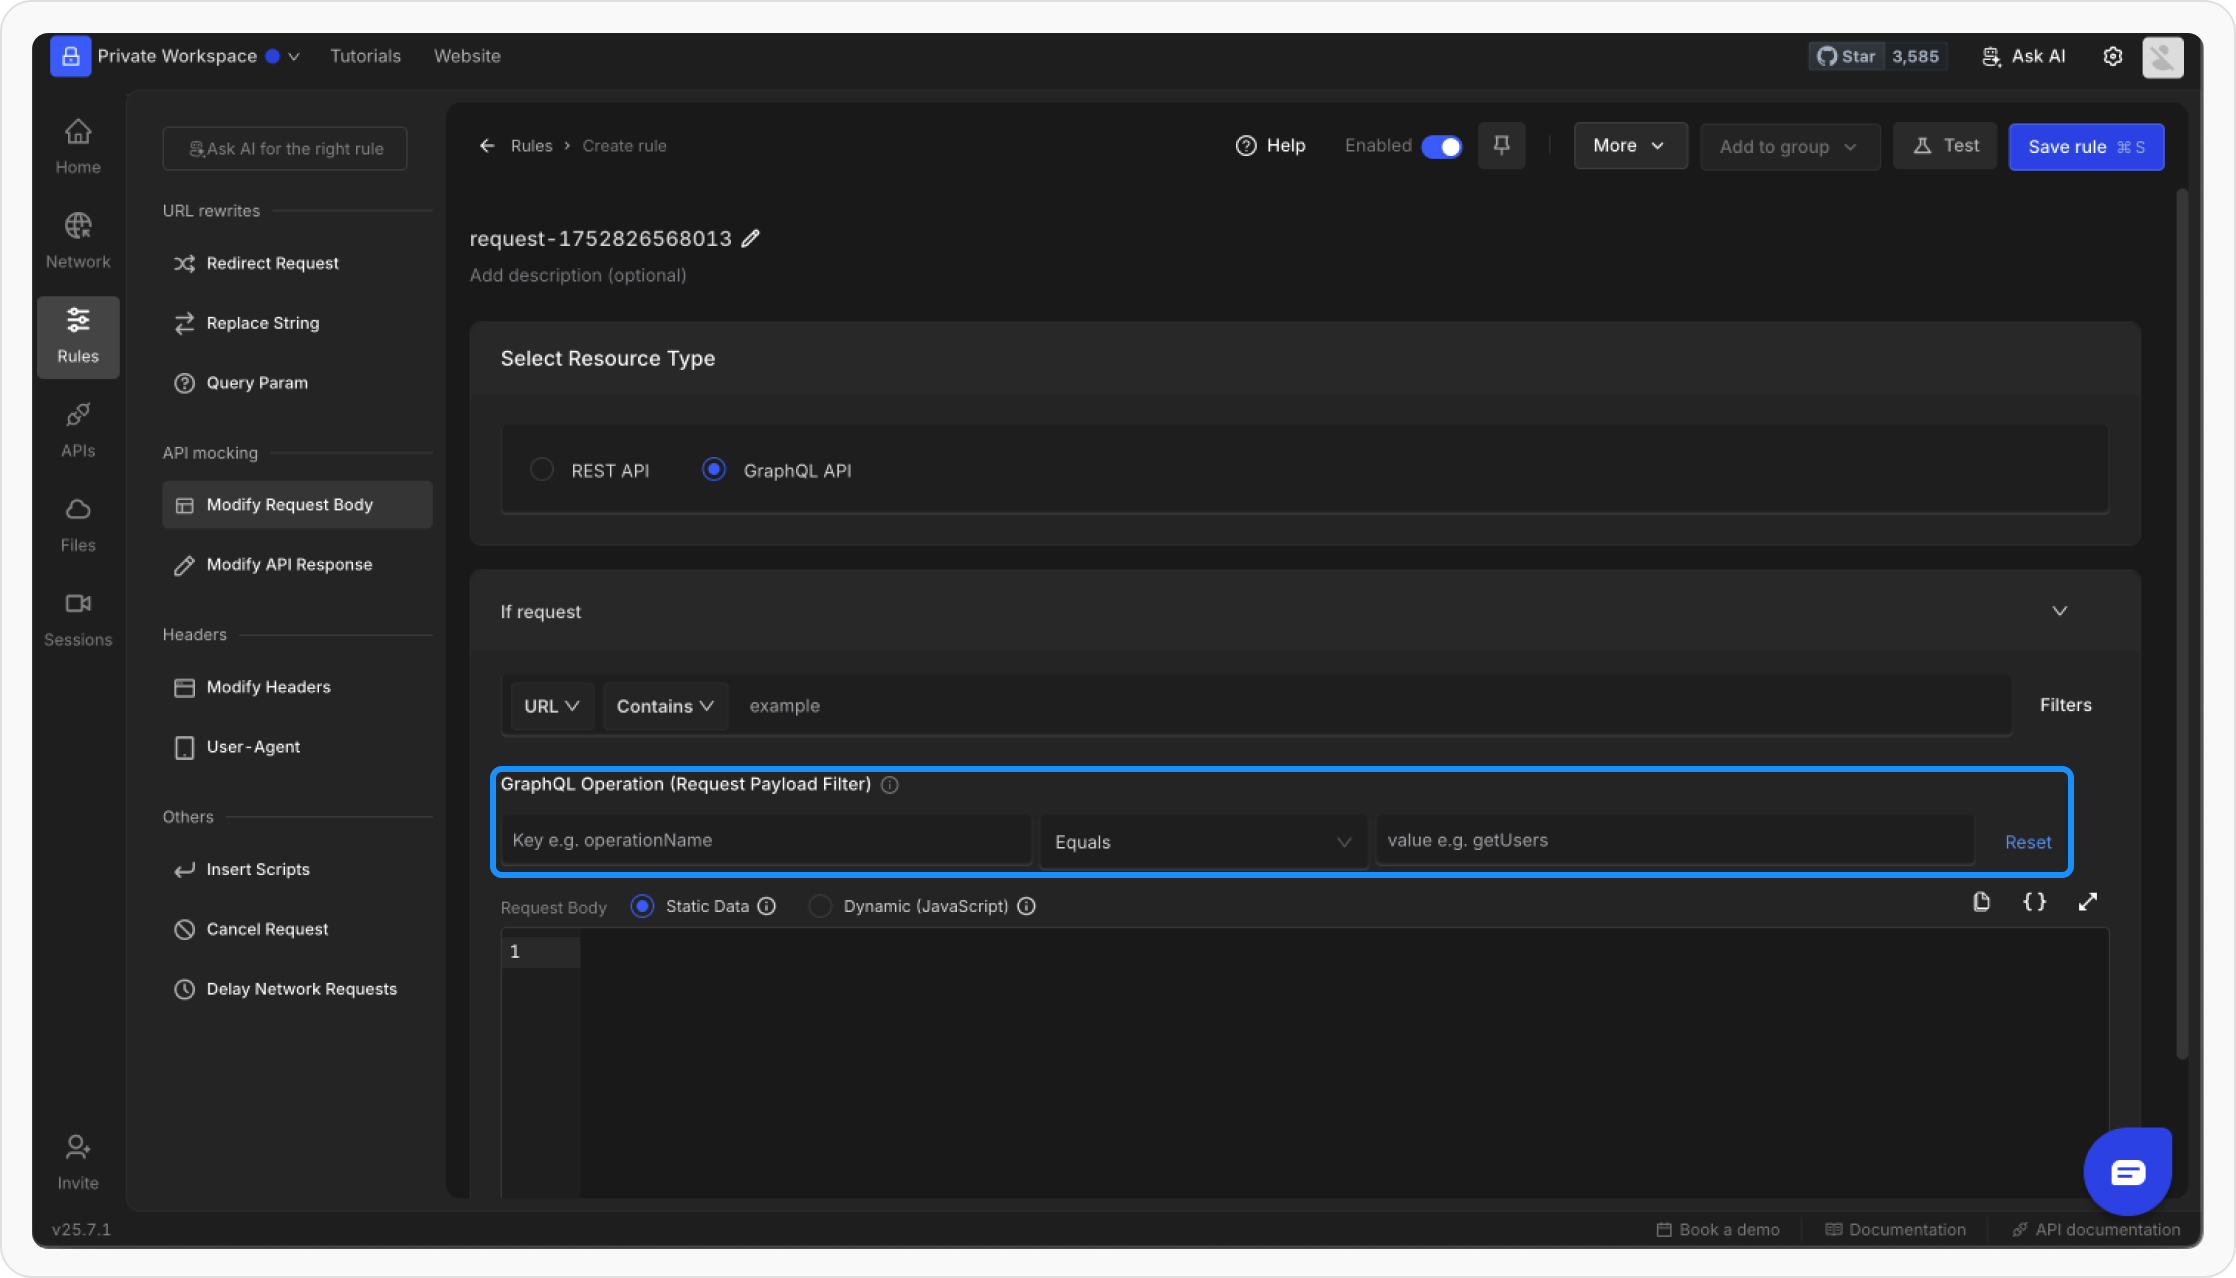 Private Workspace
Tutorials
Website
Star 3,585
Ask AI
Home
Network
Rules
APIs
Files
Sessions
Invite
v25.7.1
Ask AI for the right rule
URL rewrites
Redirect Request
Replace String
Query Param
API mocking
Modify Request Body
Modify API Response
Headers
Modify Headers
User-Agent
Others
Insert Scripts
Cancel Request
Delay Network Requests
Rules > Create rule
Help
Enabled
More
Add to group
Test
Save rule ⌘ S
request-1752826568013
Add description (optional)
Select Resource Type
REST API
GraphQL API
If request
URL
Contains
example
Filters
GraphQL Operation (Request Payload Filter)
Key e.g. operationName
Equals
value e.g. getUsers
Reset
Request Body
Static Data
Dynamic (JavaScript)
{ }
1
Book a demo
Documentation
API documentation